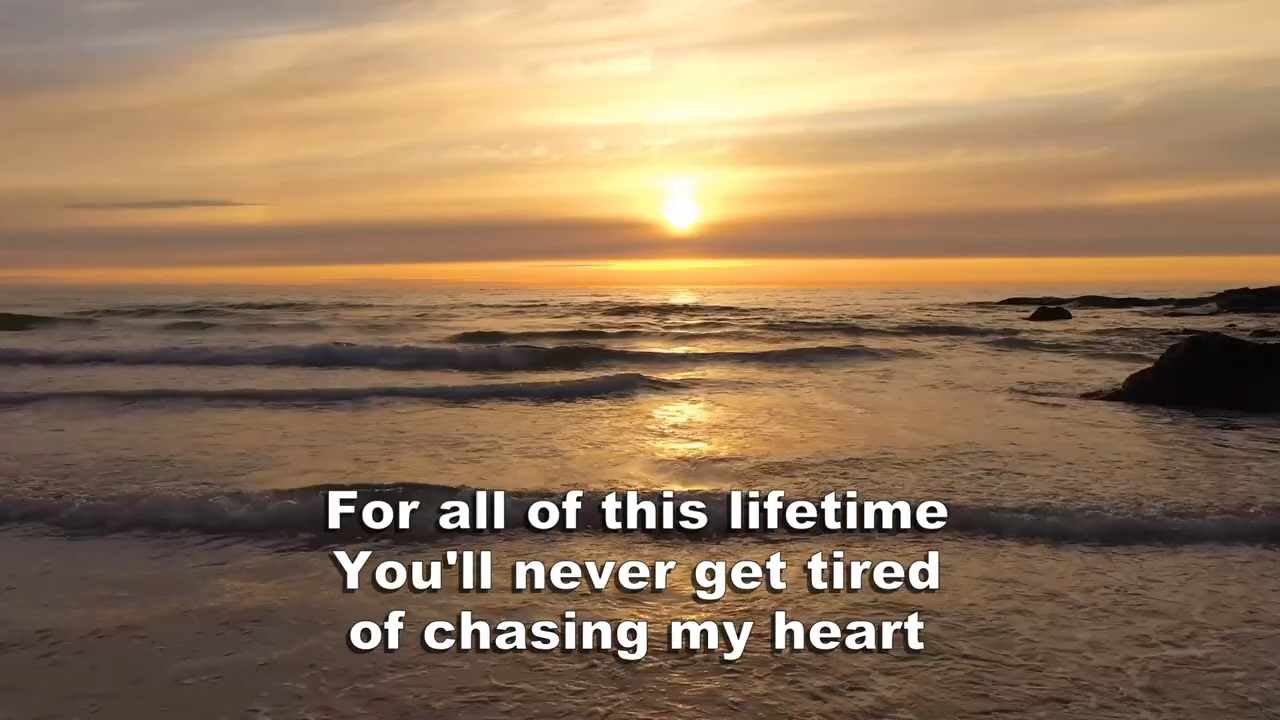 For all of this lifetime
You'll never get tired
of chasing my heart